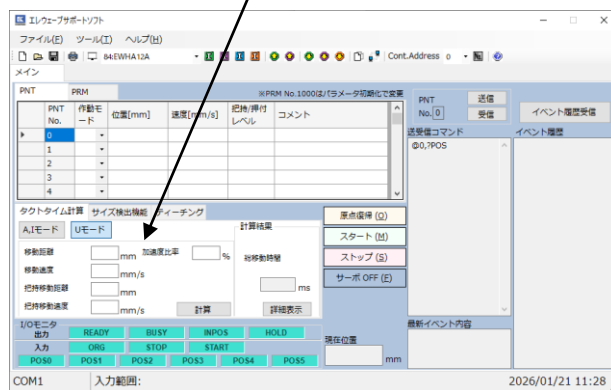 エレウェーブサポートソフト
ファイル(F) ツール(T) ヘルプ(H)
84:EWHA12A Cont.Address 0
メイン
PNT PRM ※PRM No.1000はパラメータ初期化で変更
PNT No. 作動モード 位置[mm] 速度[mm/s] 把持/押付レベル コメント
0
1
2
3
4
PNT No. 0 送信 受信 イベント履歴受信
送受信コマンド イベント履歴
@0,?POS
タクトタイム計算 サイズ検出機能 ティーチング
A,Iモード Uモード 計算結果
移動距離 mm 加速度比率 % 総移動時間
移動速度 mm/s ms
把持移動距離 mm
把持移動速度 mm/s 計算 詳細表示
原点復帰 (O)
スタート (M)
ストップ (S)
サーボ OFF (F)
I/Oモニタ
出力 READY BUSY INPOS HOLD
入力 ORG STOP START
POS0 POS1 POS2 POS3 POS4 POS5
現在位置 mm
最新イベント内容
COM1 入力範囲: 2026/01/21 11:28